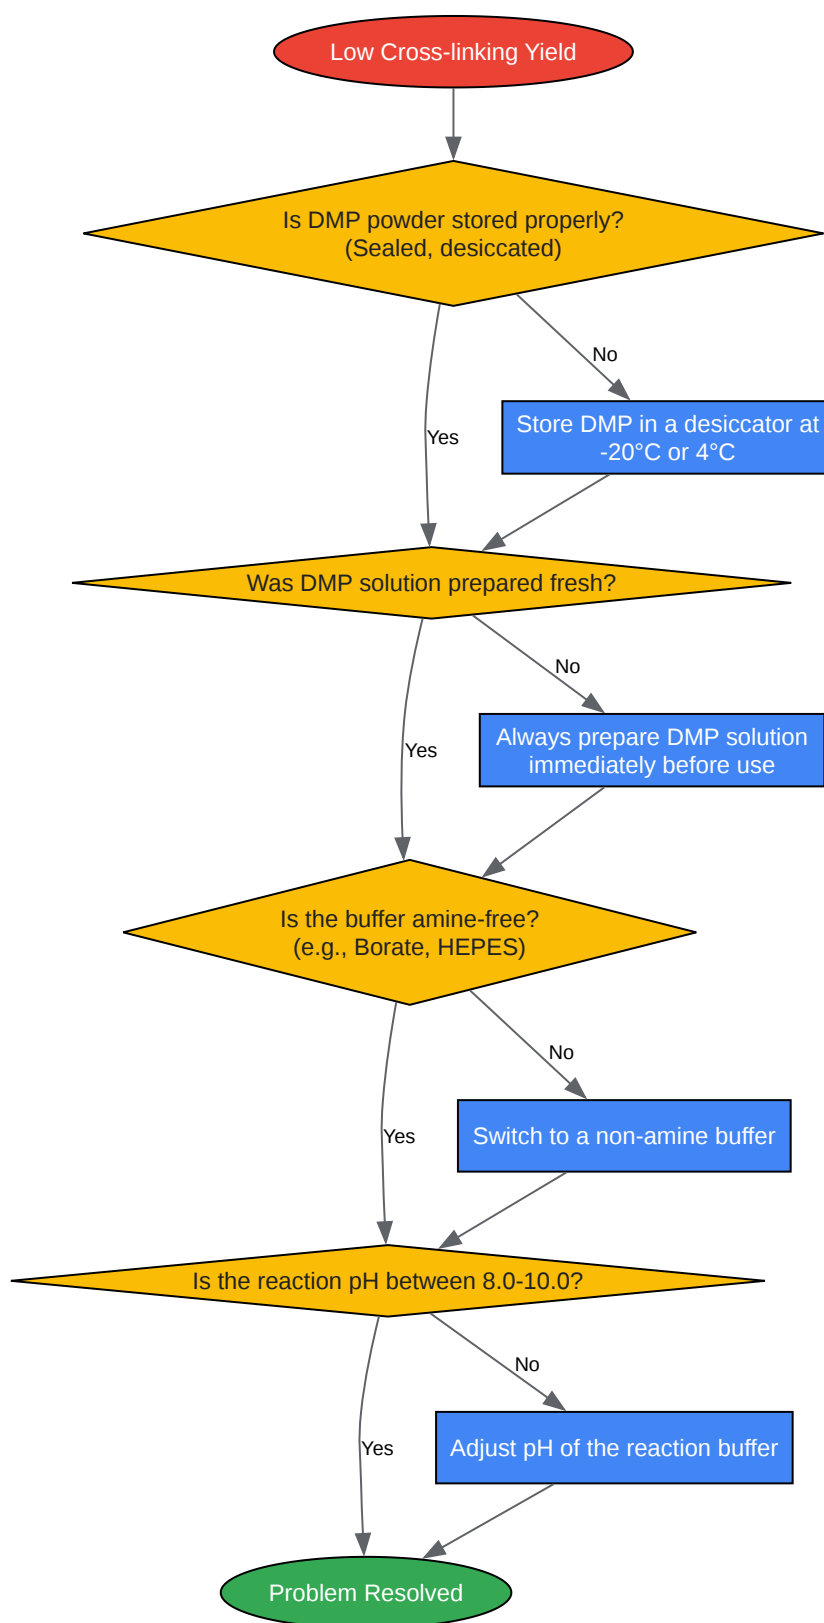 Low Cross-linking Yield
Is DMP powder stored properly?
(Sealed, desiccated)
No
Store DMP in a desiccator at
-20°C or 4°C
Yes
Was DMP solution prepared fresh?
No
Always prepare DMP solution
immediately before use
Yes
Is the buffer amine-free?
(e.g., Borate, HEPES)
No
Switch to a non-amine buffer
Yes
Is the reaction pH between 8.0-10.0?
No
Adjust pH of the reaction buffer
Yes
Problem Resolved